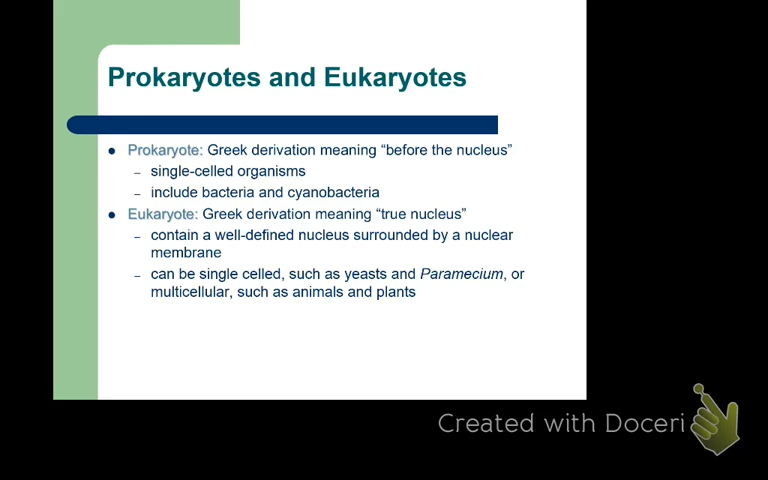 Prokaryotes and Eukaryotes
● Prokaryote: Greek derivation meaning “before the nucleus”
– single-celled organisms
– include bacteria and cyanobacteria
● Eukaryote: Greek derivation meaning “true nucleus”
– contain a well-defined nucleus surrounded by a nuclear
membrane
– can be single celled, such as yeasts and Paramecium, or
multicellular, such as animals and plants
Created with Doceri